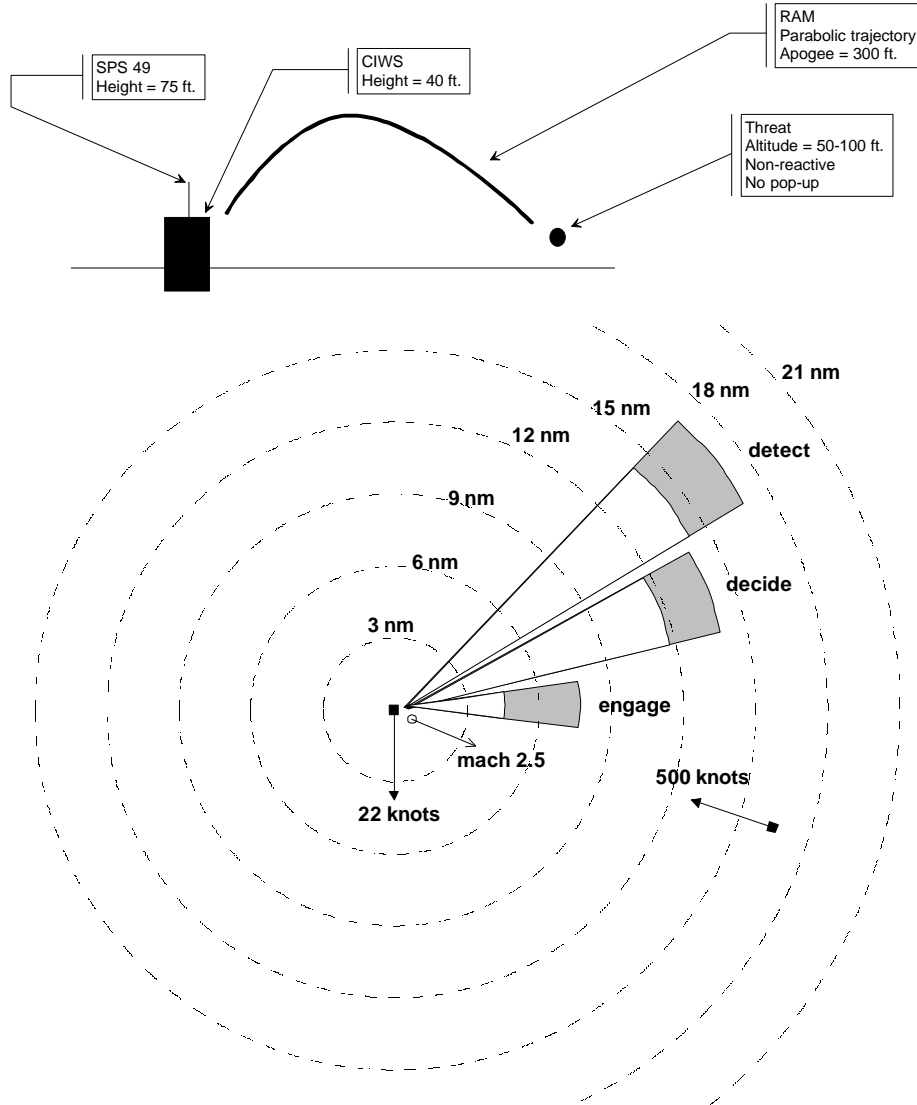 SPS 49
Height = 75 ft.
CIWS
Height = 40 ft.
RAM
Parabolic trajectory
Apogee = 300 ft.
Threat
Altitude = 50-100 ft.
Non-reactive
No pop-up
21 nm
18 nm
15 nm
12 nm
detect
9 nm
6 nm
decide
3 nm
engage
mach 2.5
500 knots
22 knots